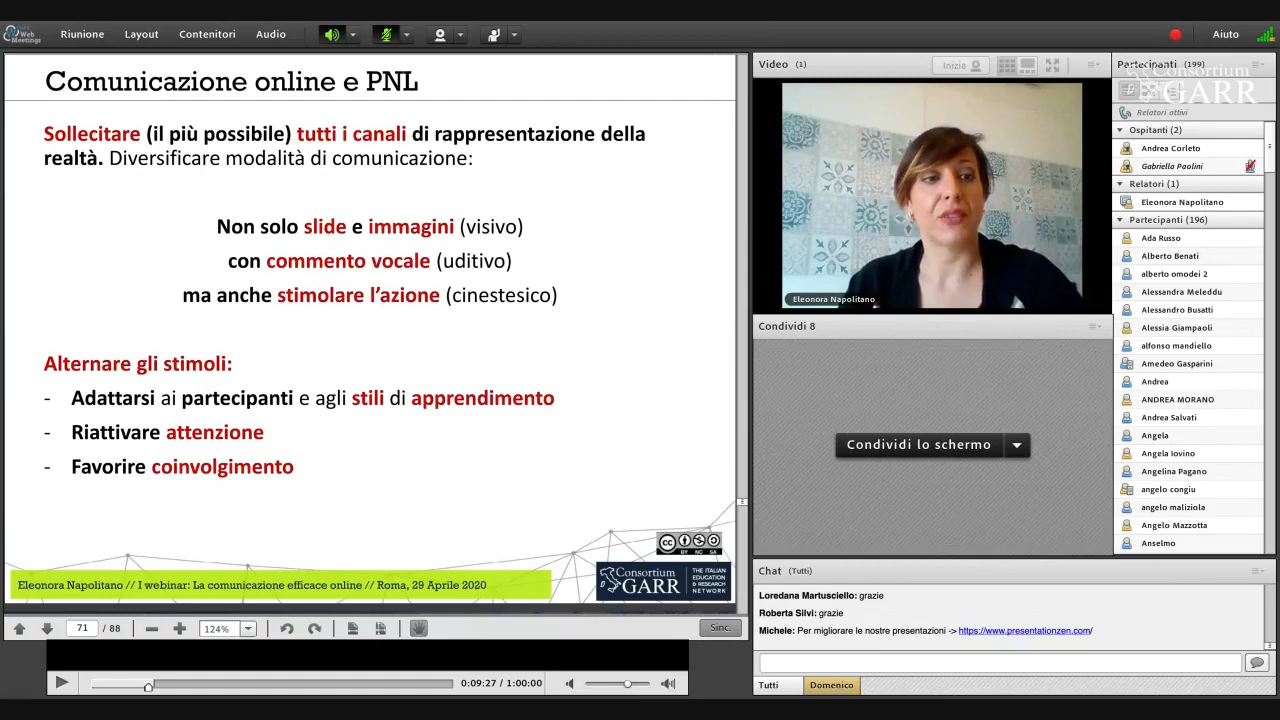 Web
Meetings
Riunione
Layout
Contenitori
Audio
Aiuto
Comunicazione online e PNL
Sollecitare (il più possibile) tutti i canali di rappresentazione della
realtà. Diversificare modalità di comunicazione:
Non solo slide e immagini (visivo)
con commento vocale (uditivo)
ma anche stimolare l'azione (cinestesico)
Alternare gli stimoli:
- Adattarsi ai partecipanti e agli stili di apprendimento
- Riattivare attenzione
- Favorire coinvolgimento
cc BY NC SA
Eleonora Napolitano // I webinar: La comunicazione efficace online // Roma, 29 Aprile 2020
Consortium
GARR
THE ITALIAN
EDUCATION
& RESEARCH
NETWORK
71 / 88
124%
Sinc.
0:09:27 / 1:00:00
Video (1)
Inizio
Eleonora Napolitano
Condividi 8
Condividi lo schermo
Partecipanti (199)
Consortium
GARR
Relatori attivi
Ospitanti (2)
Andrea Corleto
Gabriella Paolini
Relatori (1)
Eleonora Napolitano
Partecipanti (196)
Ada Russo
Alberto Benati
alberto omodei 2
Alessandra Meleddu
Alessandro Busatti
Alessia Giampaoli
alfonso mandiello
Amedeo Gasparini
Andrea
ANDREA MORANO
Andrea Salvati
Angela
Angela Iovino
Angelina Pagano
angelo congiu
angelo maliziola
Angelo Mazzotta
Anselmo
Chat (Tutti)
Loredana Martusciello: grazie
Roberta Silvi: grazie
Michele: Per migliorare le nostre presentazioni -> https://www.presentationzen.com/
Tutti
Domenico